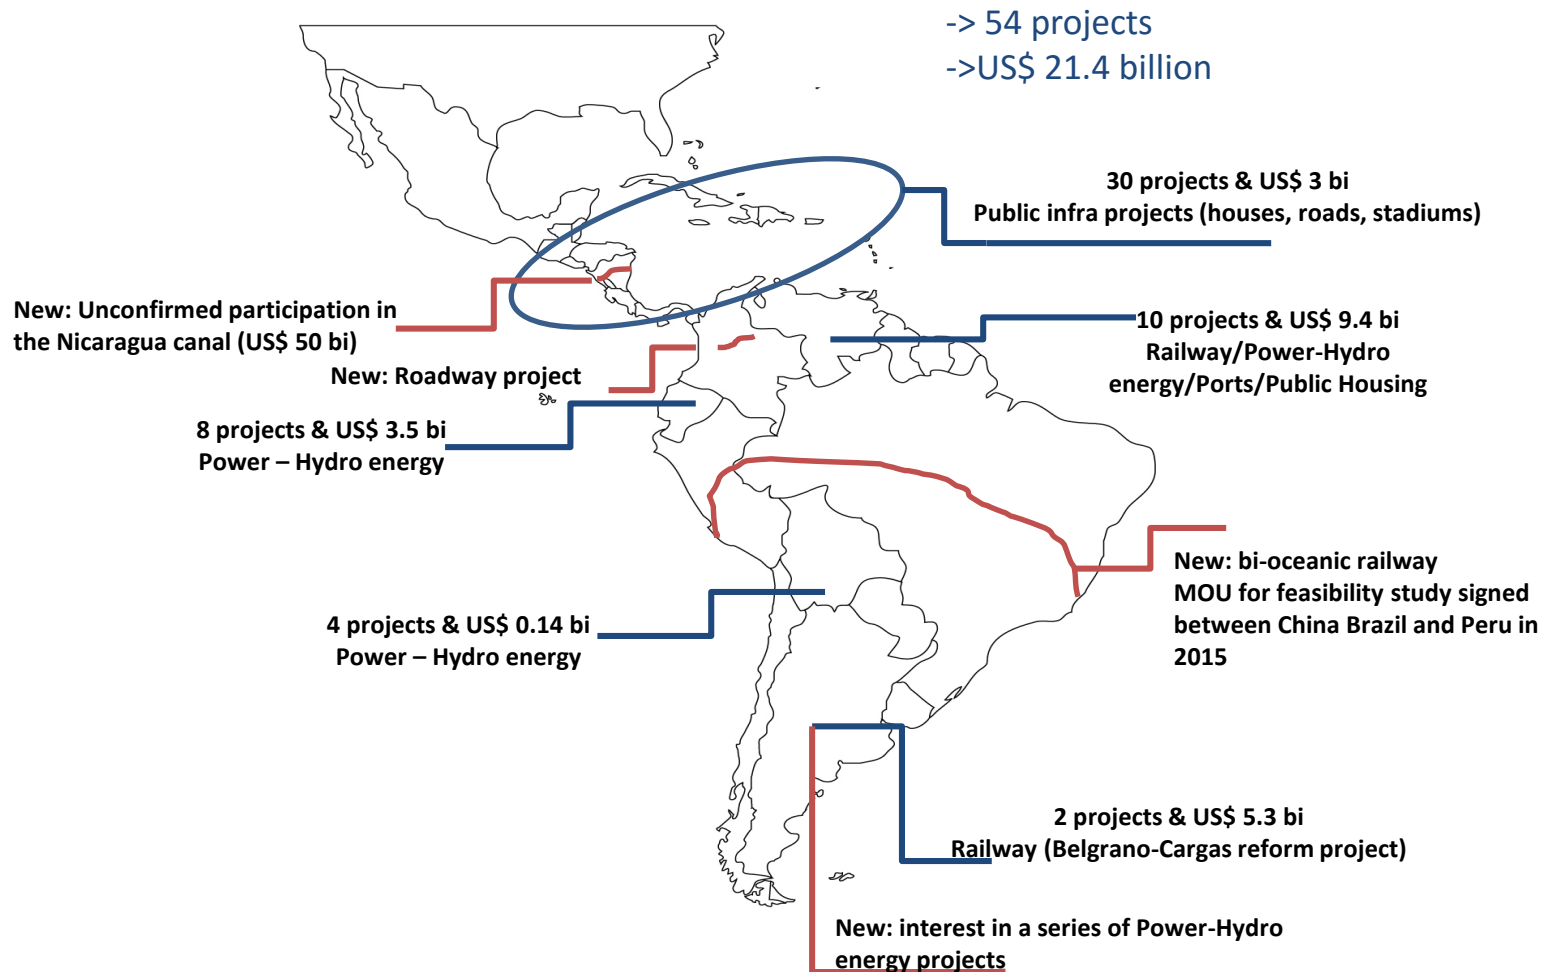 -> 54 projects
->US$ 21.4 billion
30 projects & US$ 3 bi
Public infra projects (houses, roads, stadiums)
New: Unconfirmed participation in
the Nicaragua canal (US$ 50 bi)
10 projects & US$ 9.4 bi
Railway/Power-Hydro
energy/Ports/Public Housing
New: Roadway project
8 projects & US$ 3.5 bi
Power – Hydro energy
New: bi-oceanic railway
MOU for feasibility study signed
between China Brazil and Peru in
2015
4 projects & US$ 0.14 bi
Power – Hydro energy
2 projects & US$ 5.3 bi
Railway (Belgrano-Cargas reform project)
New: interest in a series of Power-Hydro
energy projects